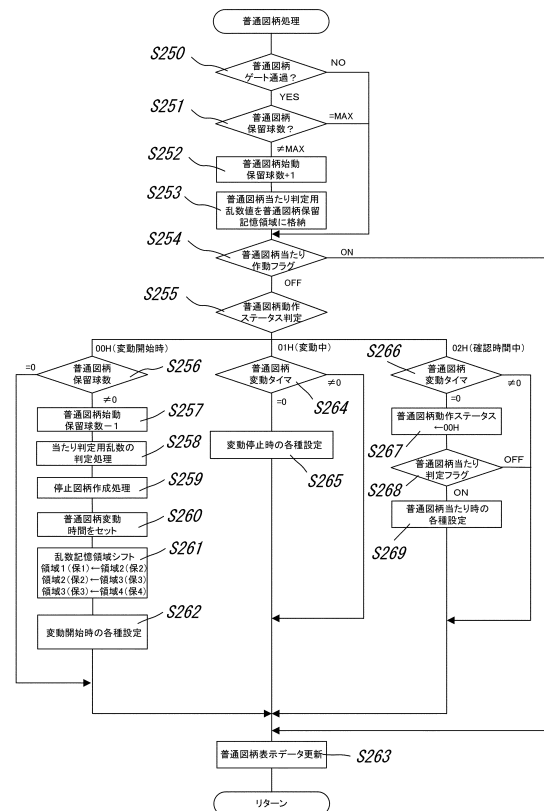 普通図柄処理
S250
普通図柄
ゲート通過?
NO
YES
S251
普通図柄
保留球数?
=MAX
≠MAX
S252
普通図柄始動
保留球数+1
S253
普通図柄当たり判定用
乱数値を普通図柄保留
記憶領域に格納
S254
普通図柄当たり
作動フラグ
ON
OFF
S255
普通図柄動作
ステータス判定
00H(変動開始時)
01H(変動中)
02H(確認時間中)
=0
普通図柄
保留球数
S256
≠0
普通図柄始動
保留球数-1
S257
当たり判定用乱数の
判定処理
S258
停止図柄作成処理
S259
普通図柄変動
時間をセット
S260
乱数記憶領域シフト
領域1(保1)←領域2(保2)
領域2(保2)←領域3(保3)
領域3(保3)←領域4(保4)
S261
変動開始時の各種設定
S262
普通図柄
変動タイマ
≠0
S264
=0
変動停止時の各種設定
S265
S266
普通図柄
変動タイマ
≠0
=0
普通図柄動作ステータス
←00H
S267
普通図柄当たり
判定フラグ
OFF
S268
ON
普通図柄当たり時の
各種設定
S269
普通図柄表示データ更新
S263
リターン